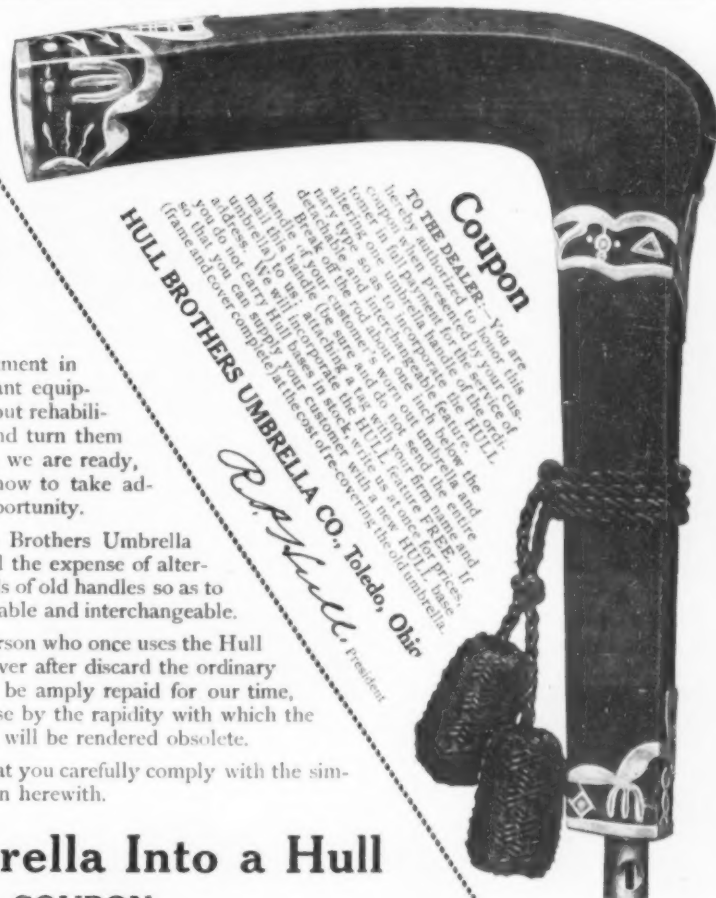 ment in
ant equip-
out rehabili-
nd turn them
we are ready,
now to take ad-
portunity.
Brothers Umbrella
l the expense of alter-
s of old handles so as to
able and interchangeable.
erson who once uses the Hull
ver after discard the ordinary
be amply repaid for our time,
se by the rapidity with which the
will be rendered obsolete.
at you carefully comply with the sim-
n herewith.
rella Into a Hull
COUPON
Coupon
TO THE DEALER:—You are
hereby authorized to honor this
coupon when presented by your cus-
tomer in full payment for the service of
altering one umbrella handle of the ordi-
nary type so as to incorporate the HULL
detachable and interchangeable feature.
Break off the rod about one inch below the
handle of your customer's worn out umbrella and
mail this handle (be sure and do not send the entire
umbrella) to us; attaching a tag with your firm name and
address. We will incorporate the HULL feature FREE. If
you do not carry Hull bases in stock, write us at once for prices,
so that you can supply your customer with a new HULL base
(frame and cover complete) at the cost of re-covering the old umbrella.
HULL BROTHERS UMBRELLA CO., Toledo, Ohio
R. A. Hull, President
1